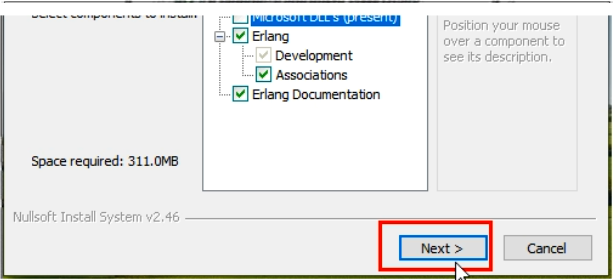 Select components to install:
Microsoft DLL's (present)
Erlang
Development
Associations
Erlang Documentation
Position your mouse
over a component to
see its description.
Space required: 311.0MB
Nullsoft Install System v2.46
Next >
Cancel